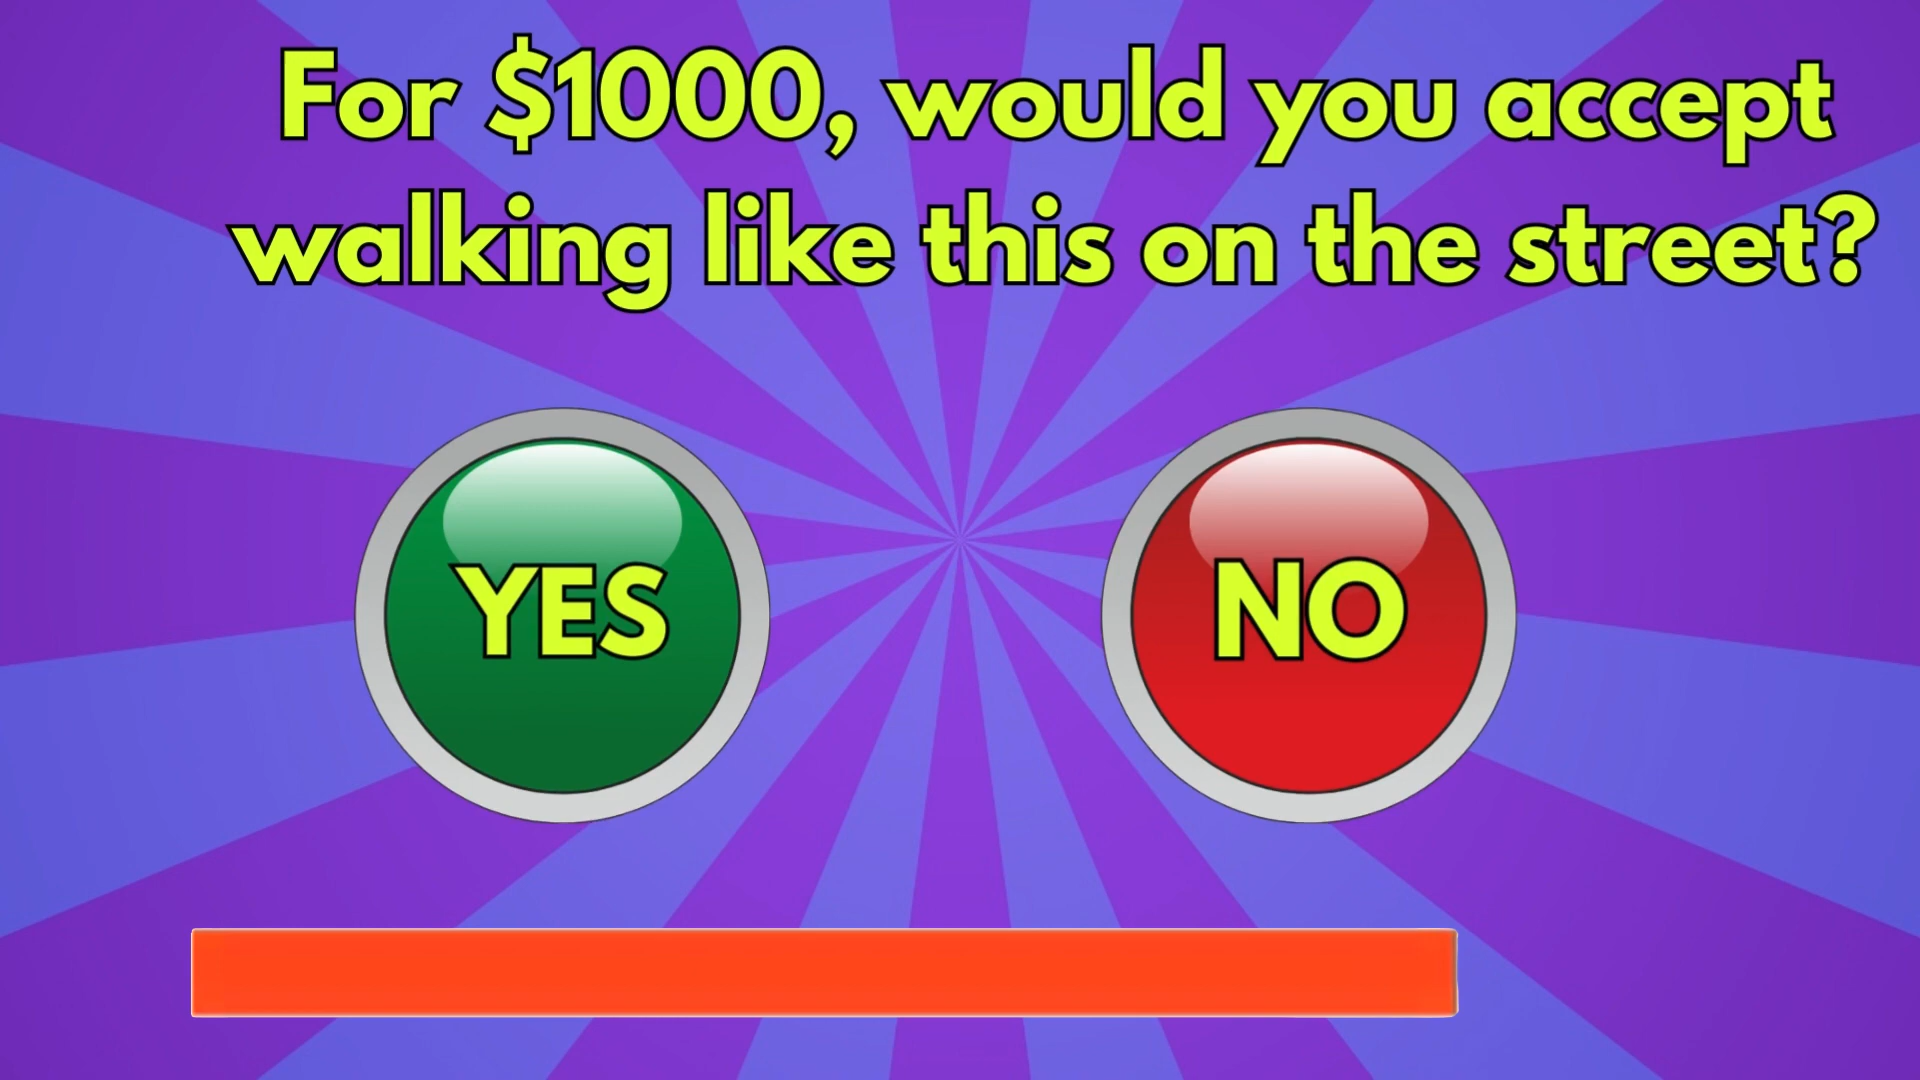 For $1000, would you accept
walking like this on the street?
YES
NO